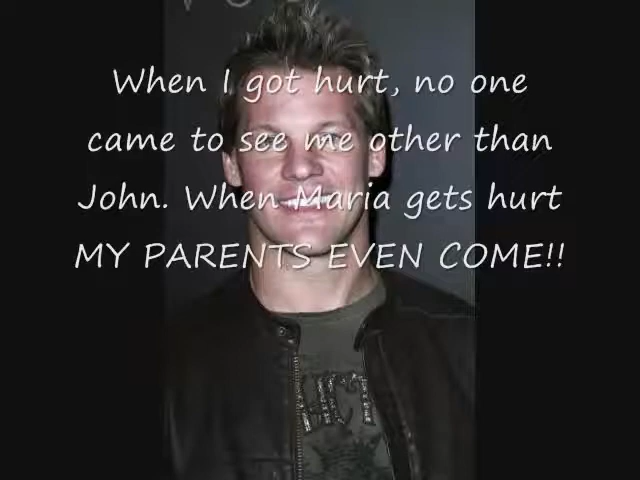 When I got hurt, no one
came to see me other than
John. When Maria gets hurt
MY PARENTS EVEN COME!!